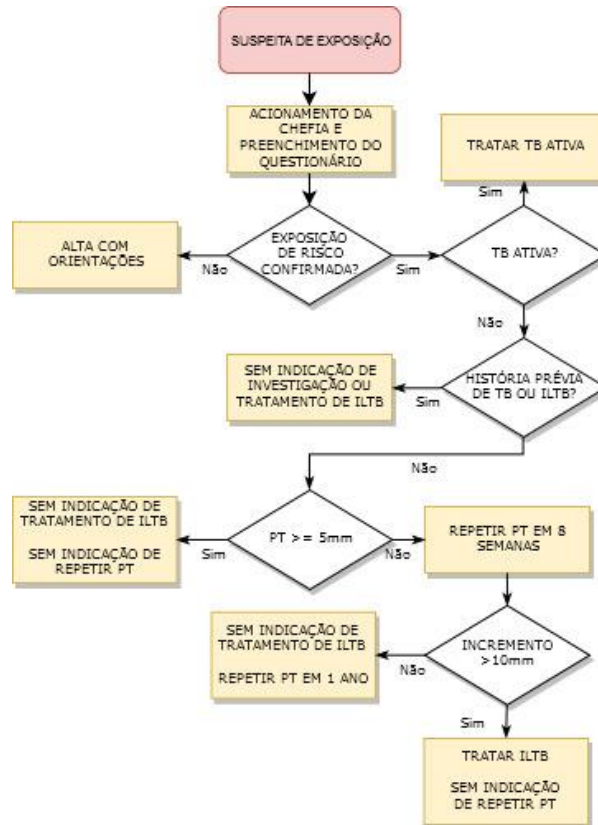 SUSPEITA DE EXPOSIÇÃO
ACIONAMENTO DA
CHEFIA E
PREENCHIMENTO DO
QUESTIONÁRIO
TRATAR TB ATIVA
Sim
ALTA COM
ORIENTAÇÕES
Não
EXPOSIÇÃO
DE RISCO
CONFIRMADA?
Sim
TB ATIVA?
Não
SEM INDICAÇÃO DE
INVESTIGAÇÃO OU
TRATAMENTO DE ILTB
Sim
HISTÓRIA PRÉVIA
DE TB OU ILTB?
Não
SEM INDICAÇÃO DE
TRATAMENTO DE ILTB
SEM INDICAÇÃO DE
REPETIR PT
Sim
PT >= 5mm
Não
REPETIR PT EM 8
SEMANAS
SEM INDICAÇÃO DE
TRATAMENTO DE ILTB
REPETIR PT EM 1 ANO
Não
INCREMENTO
>10mm
Sim
TRATAR ILTB
SEM INDICAÇÃO
DE REPETIR PT